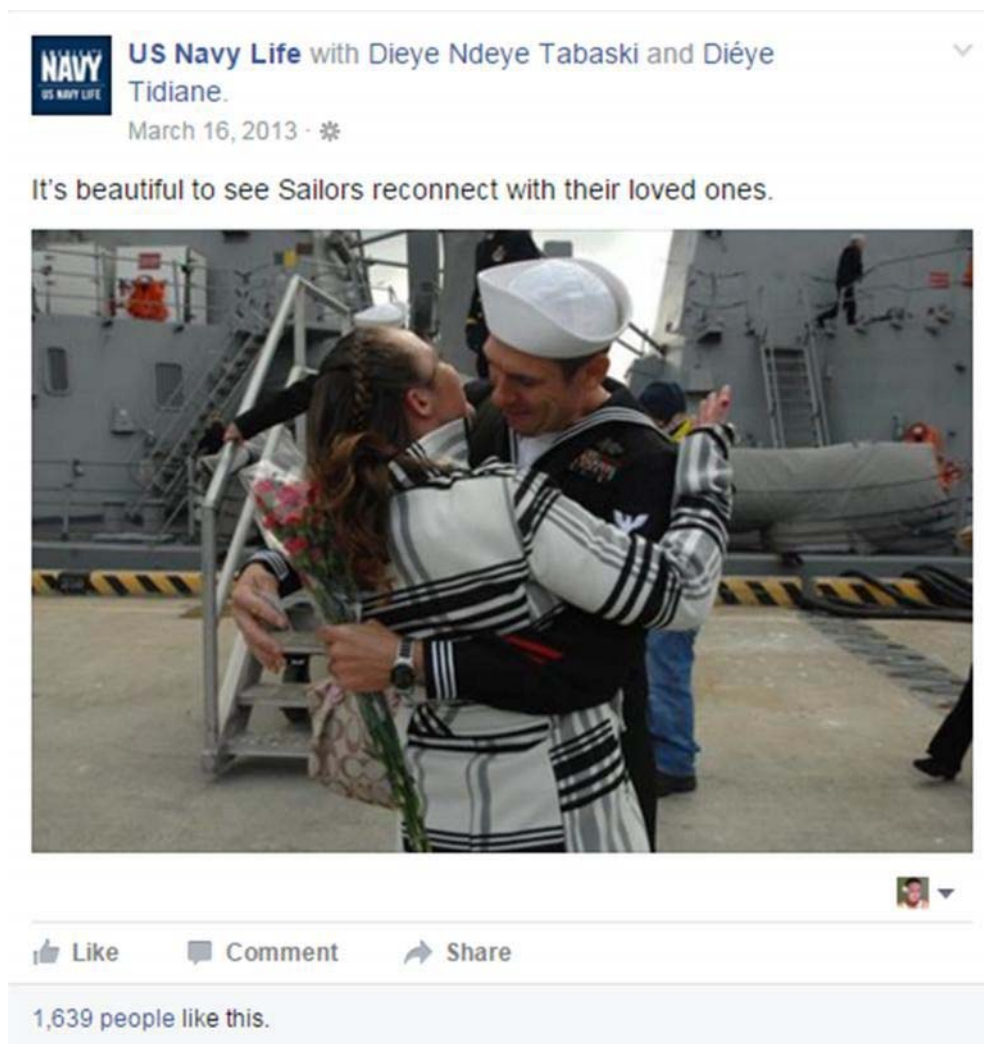 NAVY
US NAVY LIFE
US Navy Life with Dieye Ndeye Tabaski and Diéye
Tidiane.
March 16, 2013 ·
It's beautiful to see Sailors reconnect with their loved ones.
Like Comment Share
1,639 people like this.